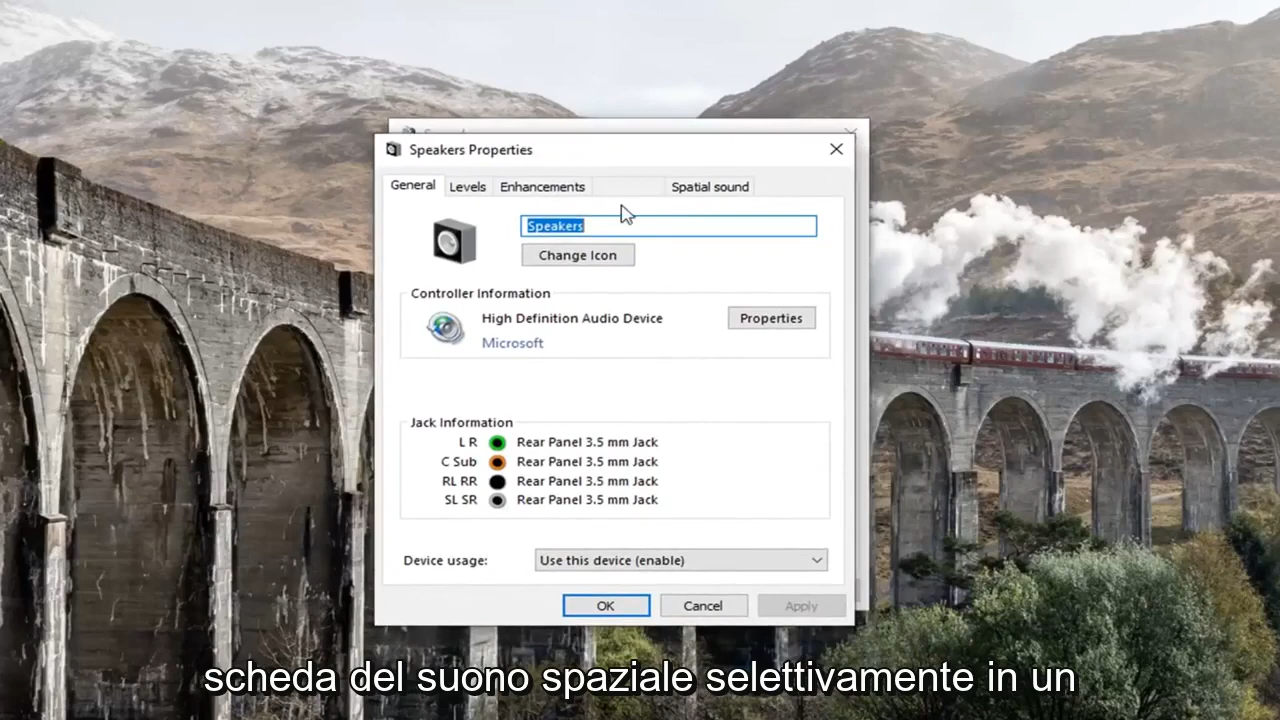 Speakers Properties
General
Levels
Enhancements
Spatial sound
Speakers
Change Icon
Controller Information
High Definition Audio Device
Properties
Microsoft
Jack Information
L R Rear Panel 3.5 mm Jack
C Sub Rear Panel 3.5 mm Jack
RL RR Rear Panel 3.5 mm Jack
SL SR Rear Panel 3.5 mm Jack
Device usage: Use this device (enable)
OK
Cancel
Apply
scheda del suono spaziale selettivamente in un